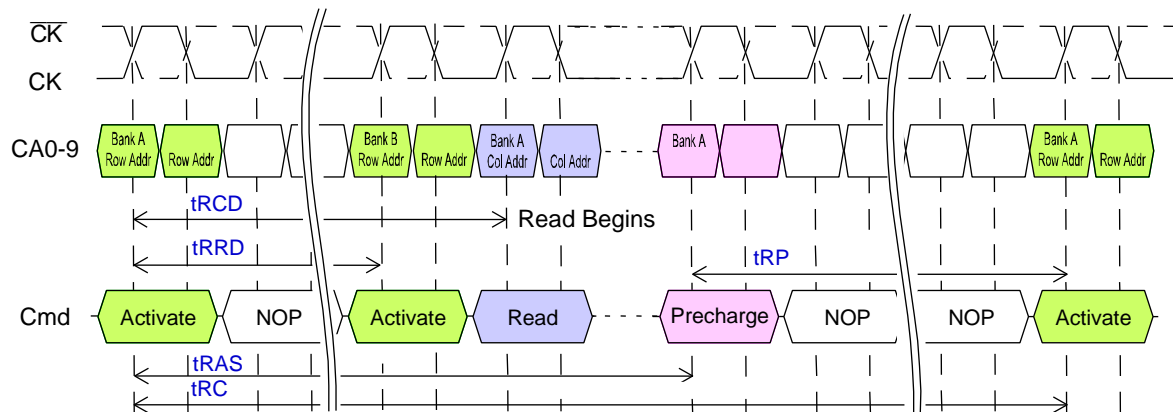 CK
CK
CA0-9
Bank A
Row Addr
Row Addr
Bank B
Row Addr
Row Addr
Bank A
Col Addr
Col Addr
Bank A
Bank A
Row Addr
Row Addr
tRCD
Read Begins
tRRD
tRP
Cmd
Activate
NOP
Activate
Read
Precharge
NOP
NOP
Activate
tRAS
tRC